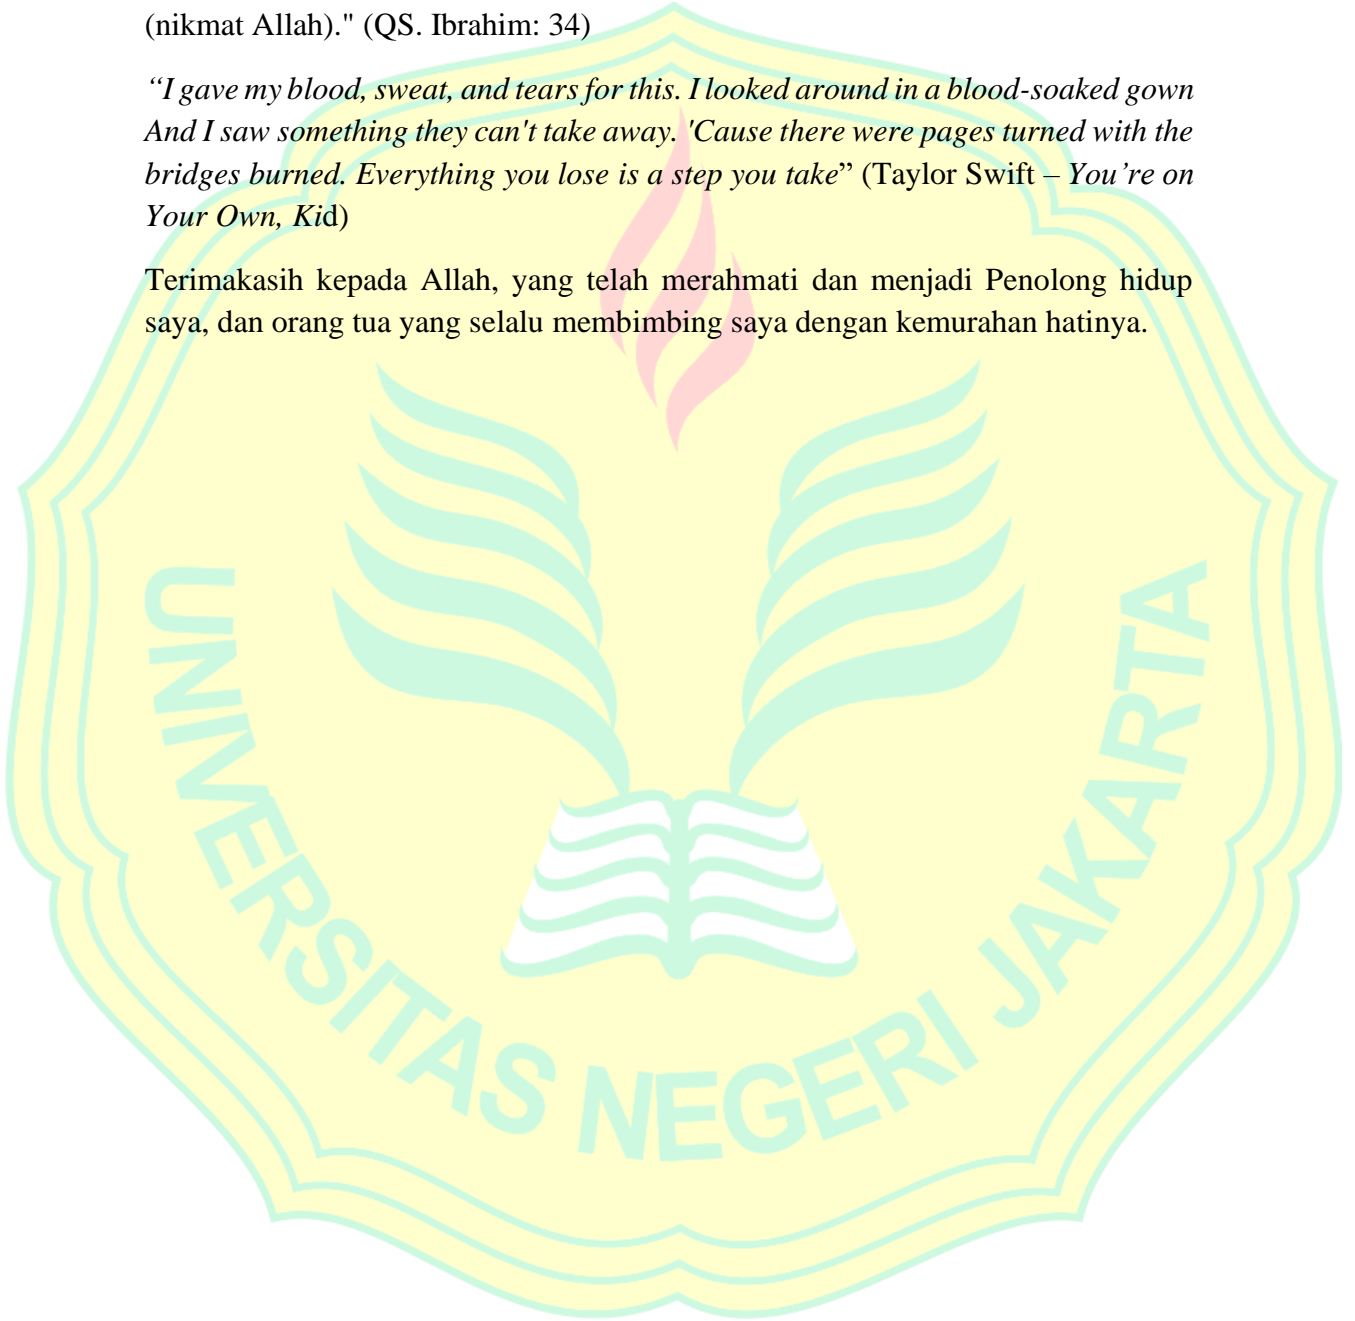 (nikmat Allah)." (QS. Ibrahim: 34)
“I gave my blood, sweat, and tears for this. I looked around in a blood-soaked gown
And I saw something they can't take away. 'Cause there were pages turned with the
bridges burned. Everything you lose is a step you take” (Taylor Swift – You’re on
Your Own, Kid)
Terimakasih kepada Allah, yang telah merahmati dan menjadi Penolong hidup
saya, dan orang tua yang selalu membimbing saya dengan kemurahan hatinya.
UNIVERSITAS NEGERI JAKARTA